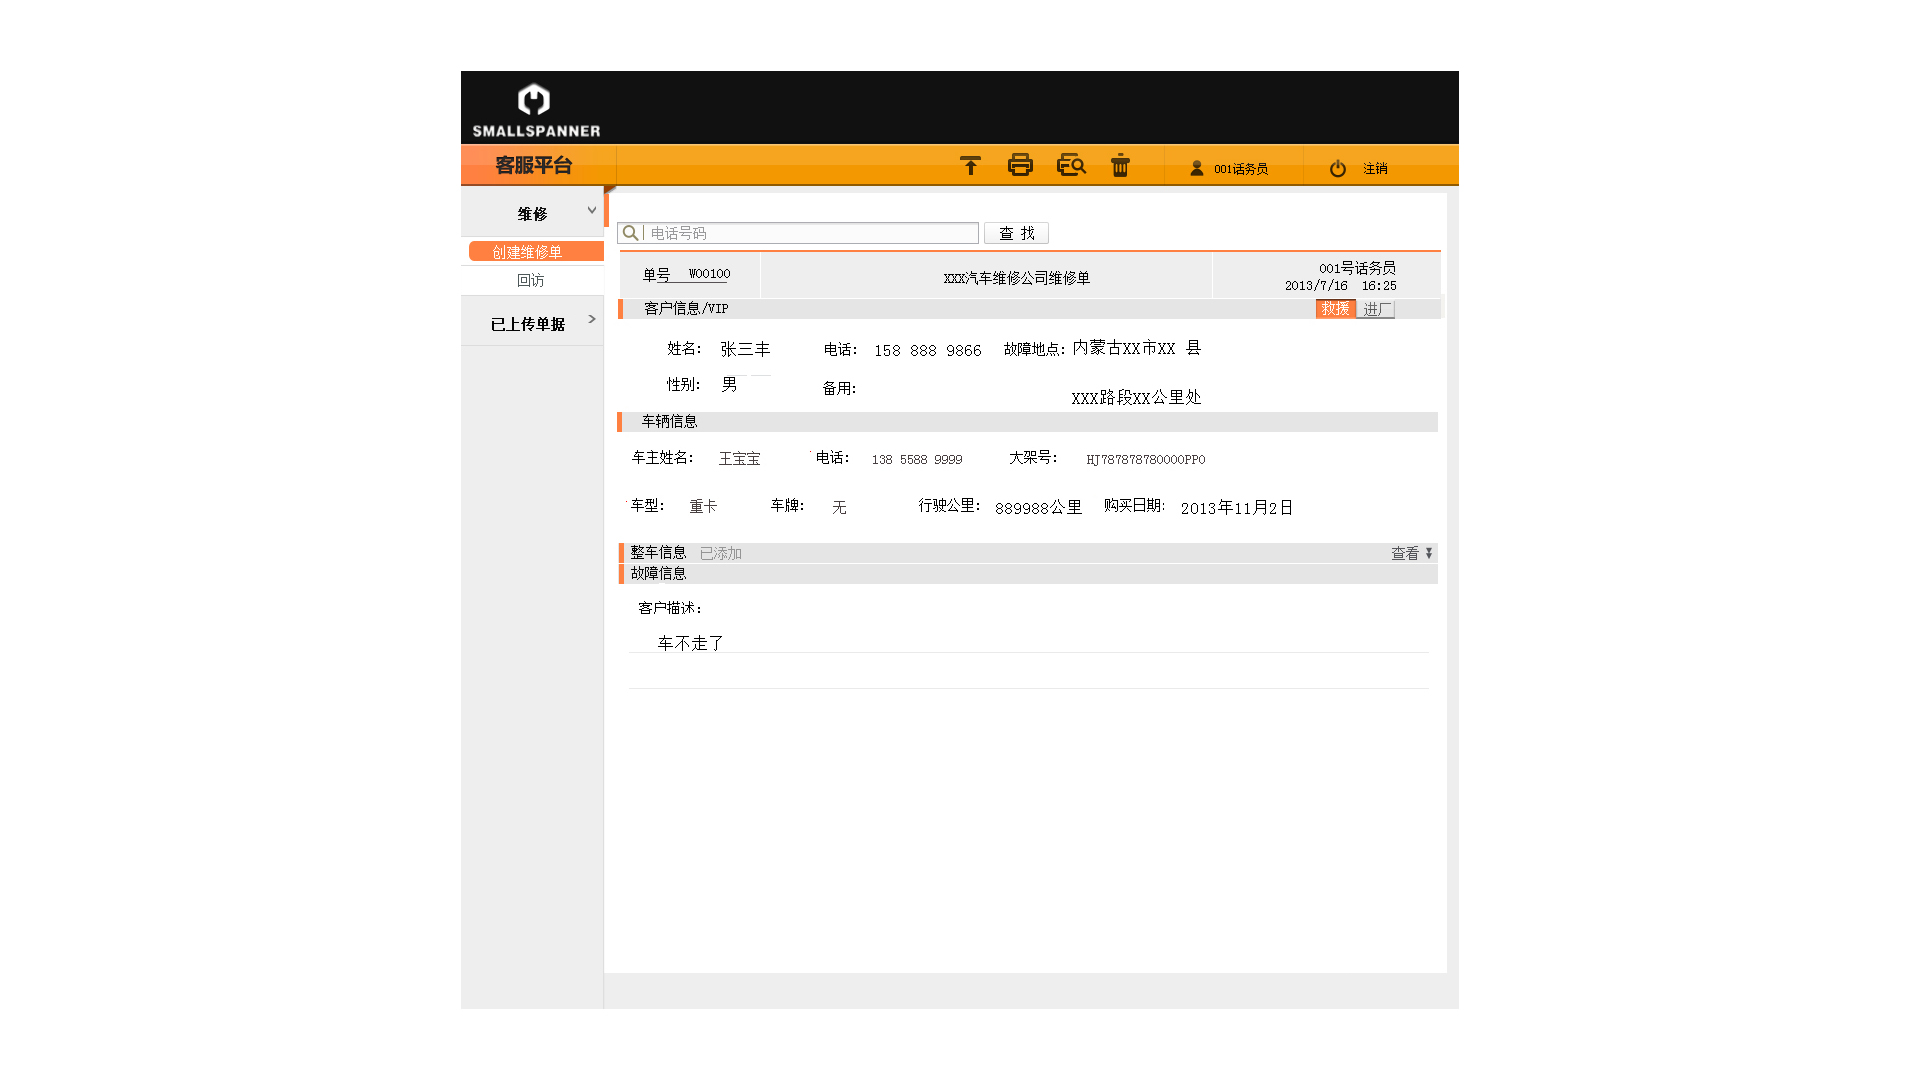 SMALLSPANNER
客服平台
001话务员
注销
维修
创建维修单
回访
已上传单据
电话号码
查 找
单号 W00100
XXX汽车维修公司维修单
001号话务员
2013/7/16 16:25
客户信息/VIP
救援 进厂
姓名: 张三丰 电话: 158 888 9866 故障地点: 内蒙古XX市XX 县
性别: 男 备用:
XXX路段XX公里处
车辆信息
车主姓名: 王宝宝 电话: 138 5588 9999 大架号: HJ787878780000PPO
车型: 重卡 车牌: 无 行驶公里: 889988公里 购买日期: 2013年11月2日
整车信息 已添加 查看
故障信息
客户描述:
车不走了